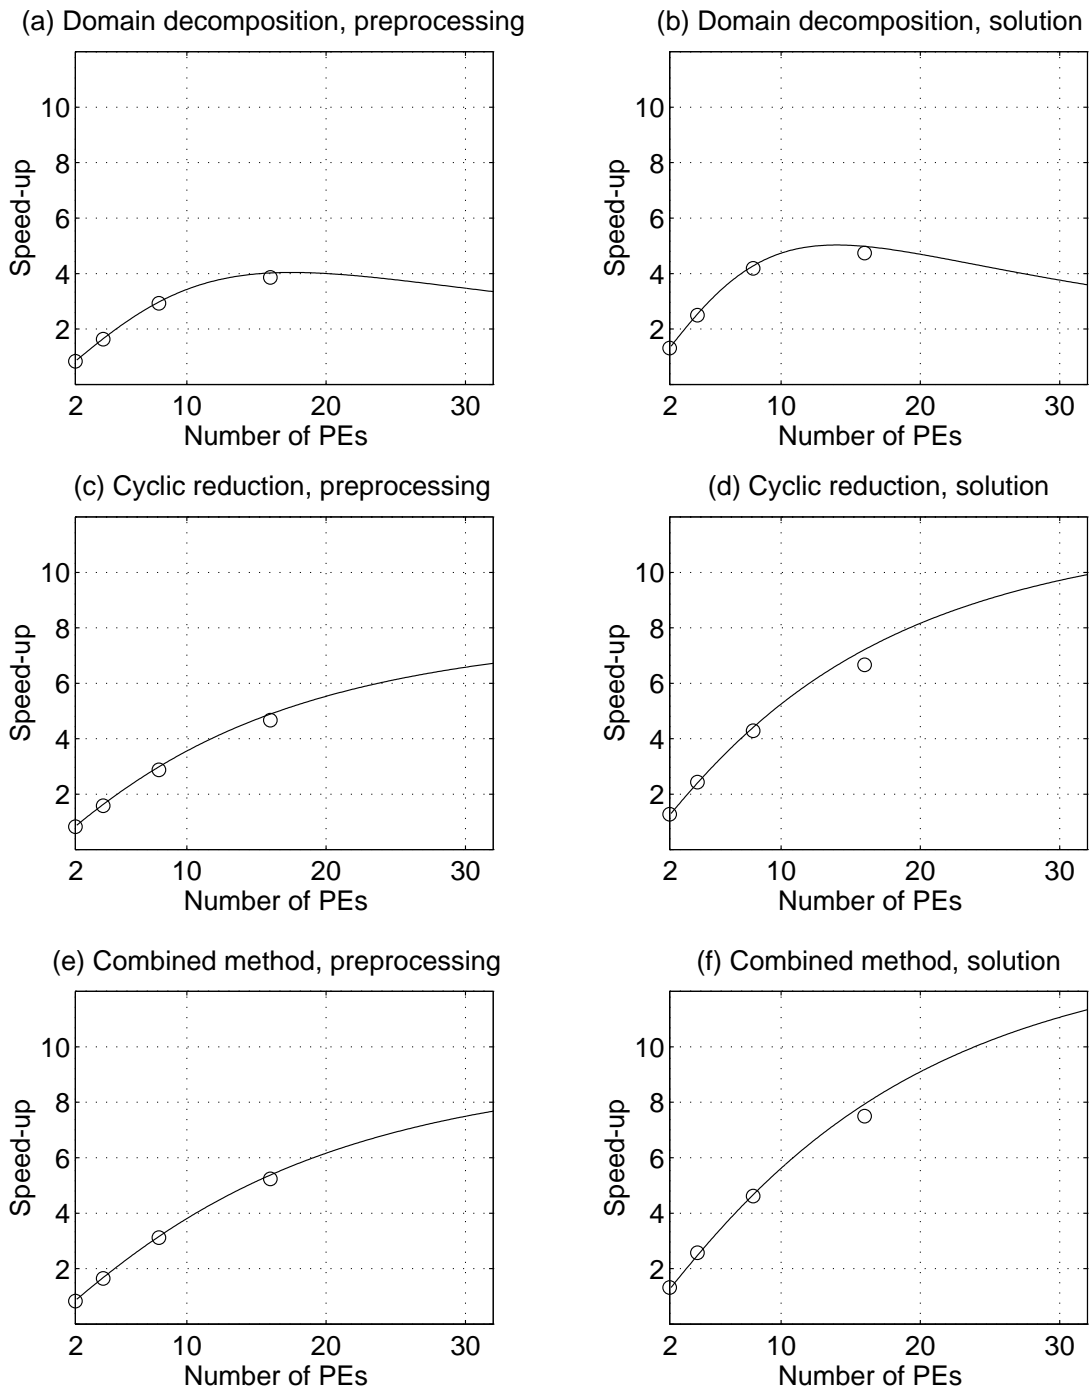 (a) Domain decomposition, preprocessing
10
8
6
4
2
Speed-up
2 10 20 30
Number of PEs
(b) Domain decomposition, solution
10
8
6
4
2
Speed-up
2 10 20 30
Number of PEs
(c) Cyclic reduction, preprocessing
10
8
6
4
2
Speed-up
2 10 20 30
Number of PEs
(d) Cyclic reduction, solution
10
8
6
4
2
Speed-up
2 10 20 30
Number of PEs
(e) Combined method, preprocessing
10
8
6
4
2
Speed-up
2 10 20 30
Number of PEs
(f) Combined method, solution
10
8
6
4
2
Speed-up
2 10 20 30
Number of PEs